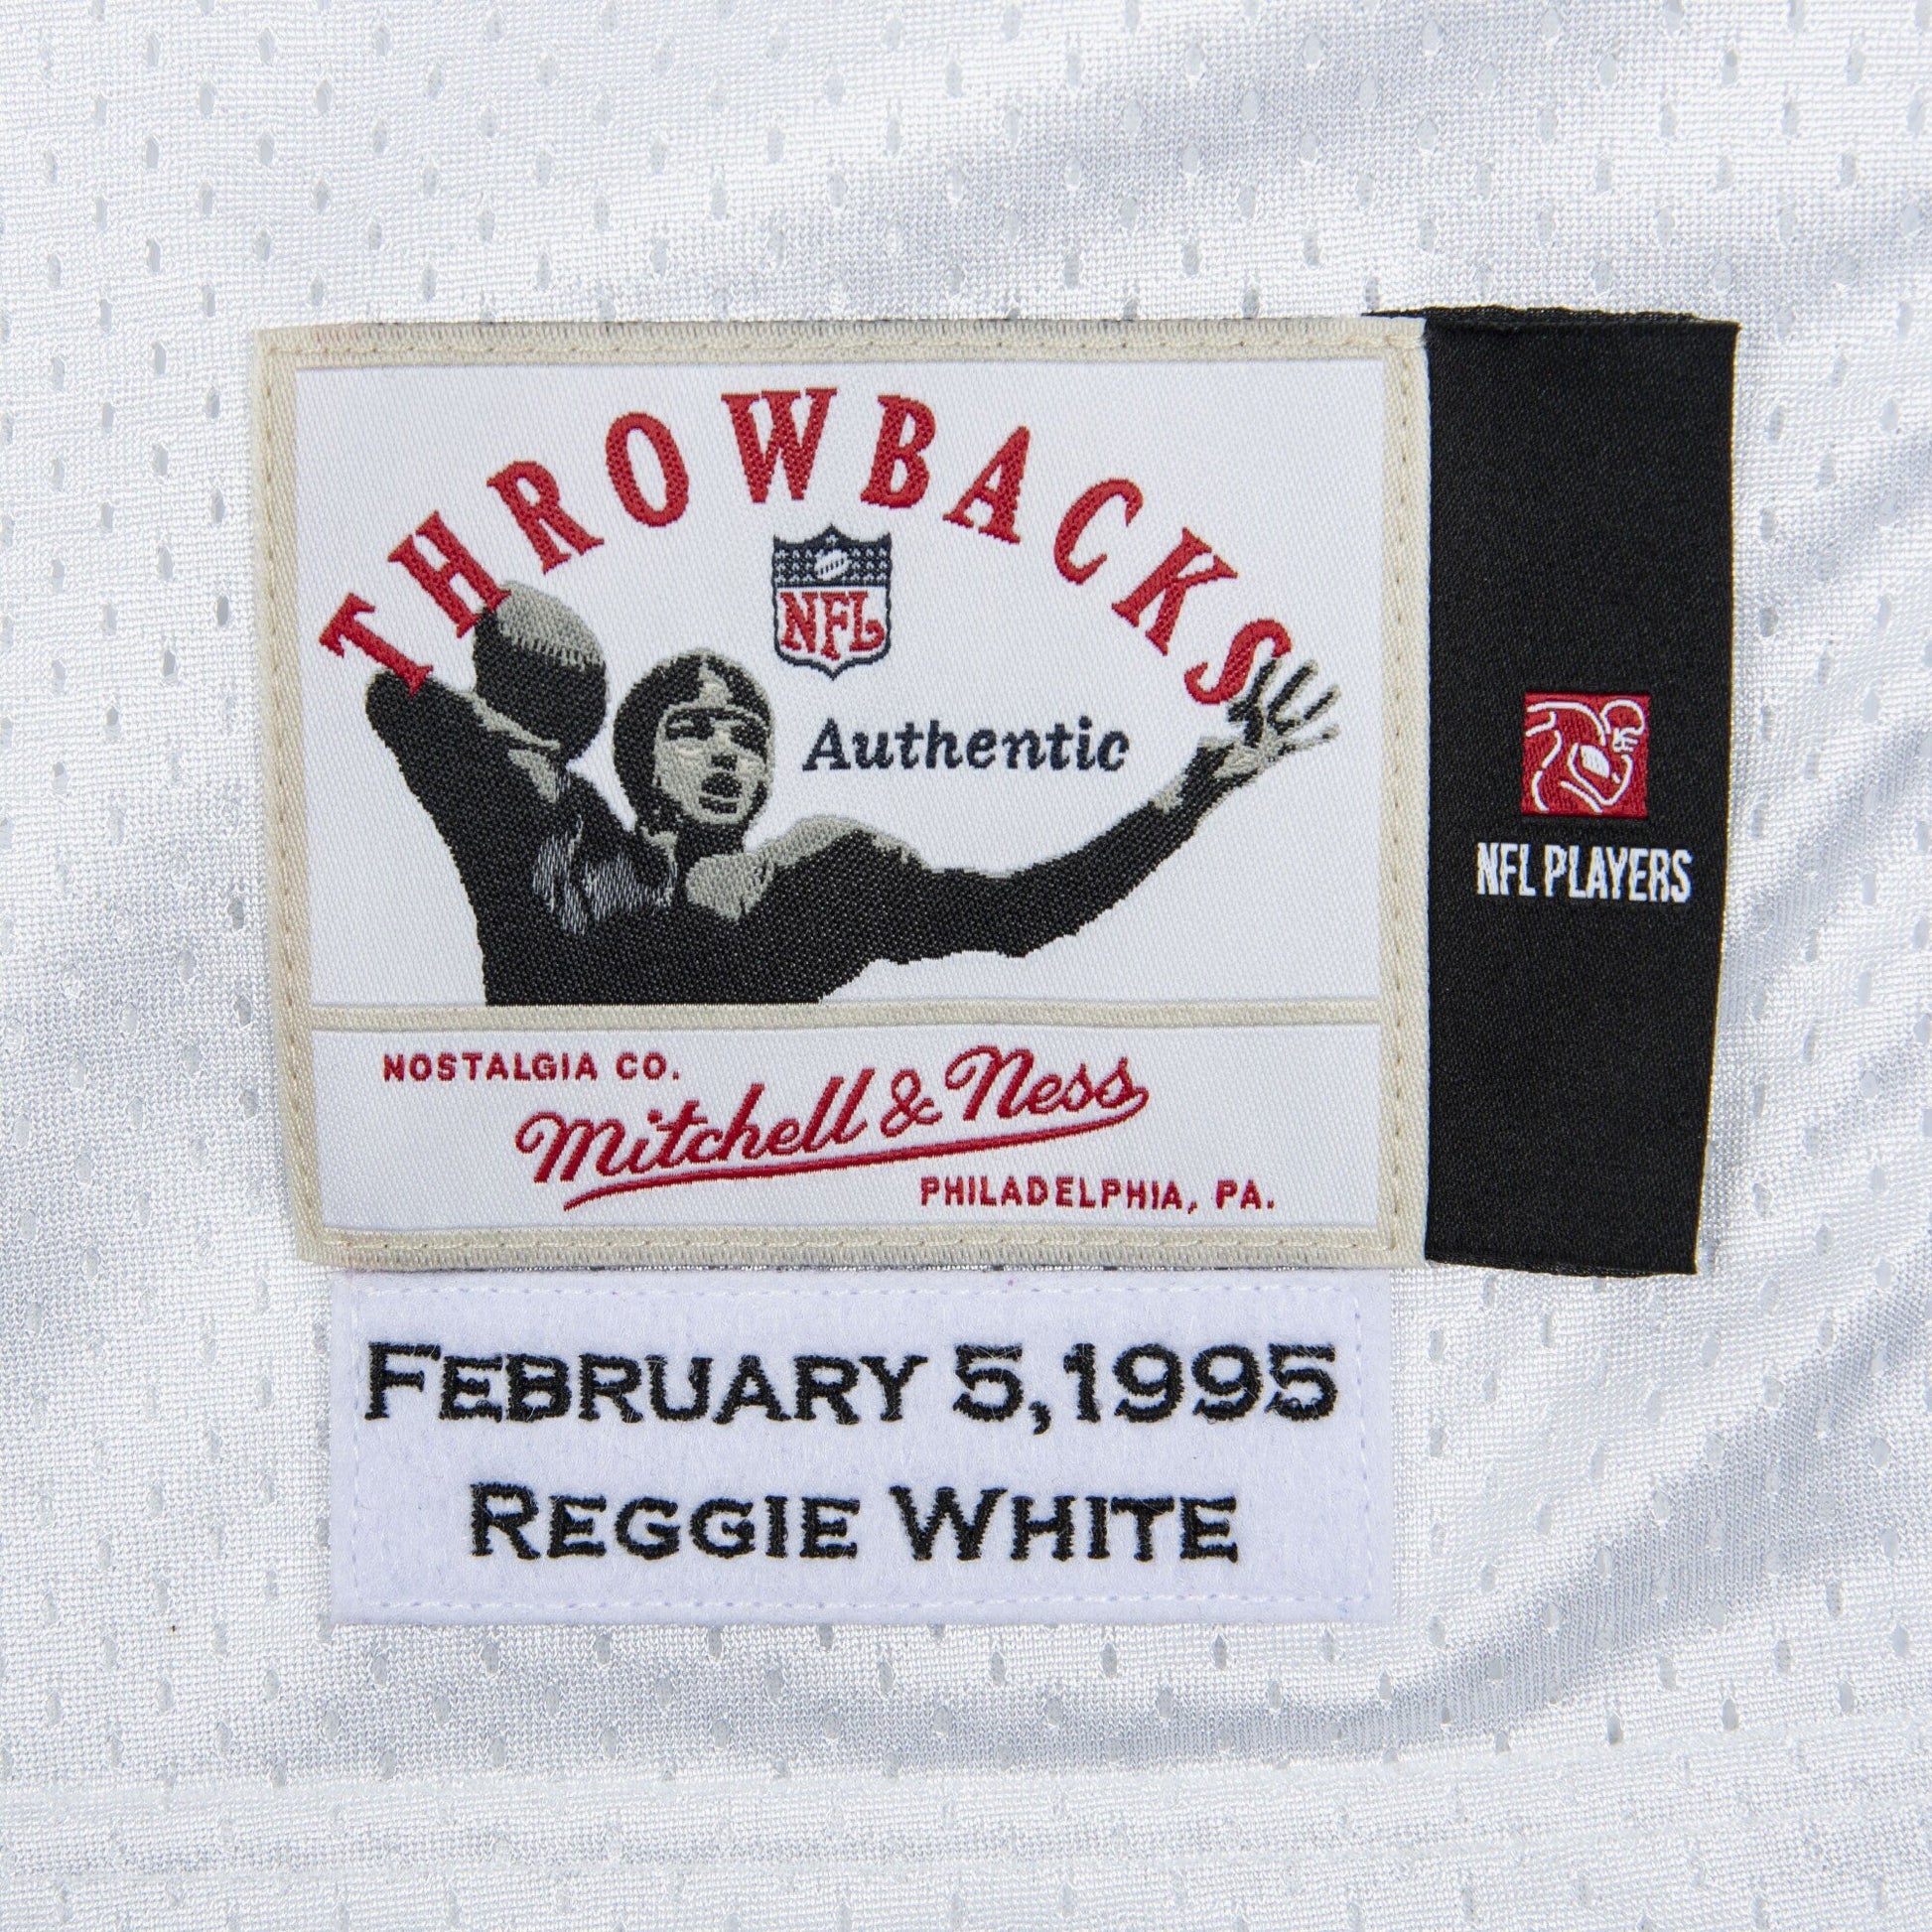 THROWBACKS
NFL
Authentic
NFL PLAYERS
NOSTALGIA CO.
Mitchell & Ness
PHILADELPHIA, PA.
FEBRUARY 5,1995
REGGIE WHITE